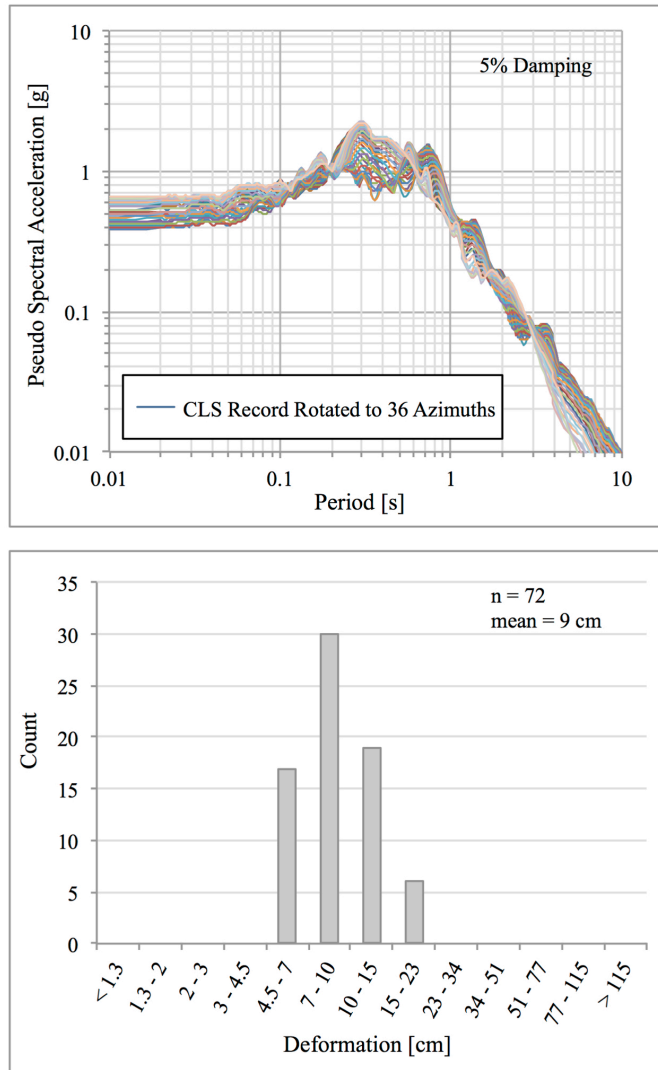 10
5% Damping
Pseudo Spectral Acceleration [g]
1
0.1
CLS Record Rotated to 36 Azimuths
0.01
0.01 0.1 1 10
Period [s]
35
n = 72
mean = 9 cm
30
25
Count
20
15
10
5
0
< 1.3 1.3 - 2 2 - 3 3 - 4.5 4.5 - 7 7 - 10 10 - 15 15 - 23 23 - 34 34 - 51 51 - 77 77 - 115 > 115
Deformation [cm]